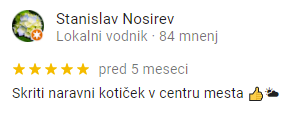 Stanislav Nosirev
Lokalni vodnik · 84 mnenj
★★★★★ pred 5 meseci
Skriti naravni kotiček v centru mesta 👍🌥